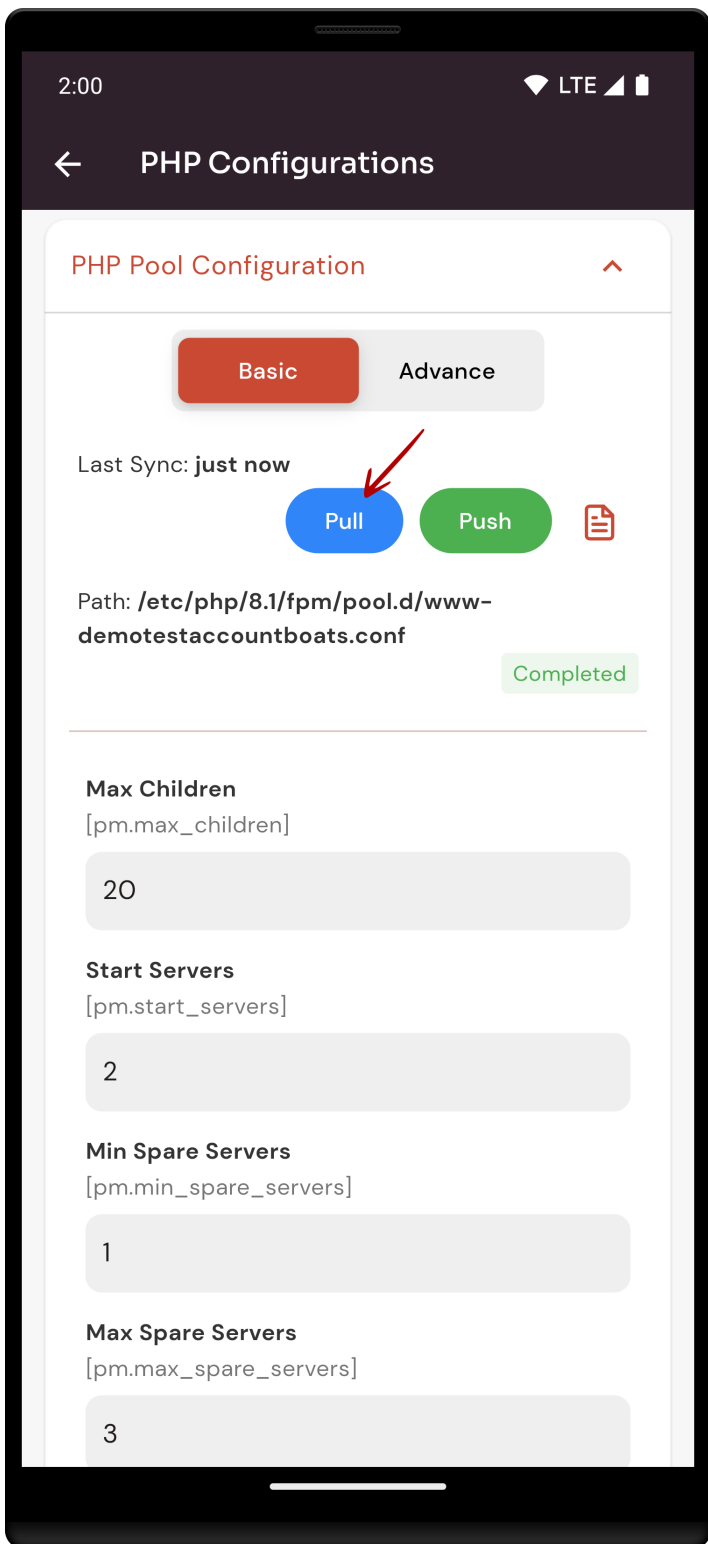 2:00
LTE
PHP Configurations
PHP Pool Configuration
Basic
Advance
Last Sync: just now
Pull
Push
Path: /etc/php/8.1/fpm/pool.d/www-
demotestaccountboats.conf
Completed
Max Children
[pm.max_children]
20
Start Servers
[pm.start_servers]
2
Min Spare Servers
[pm.min_spare_servers]
1
Max Spare Servers
[pm.max_spare_servers]
3